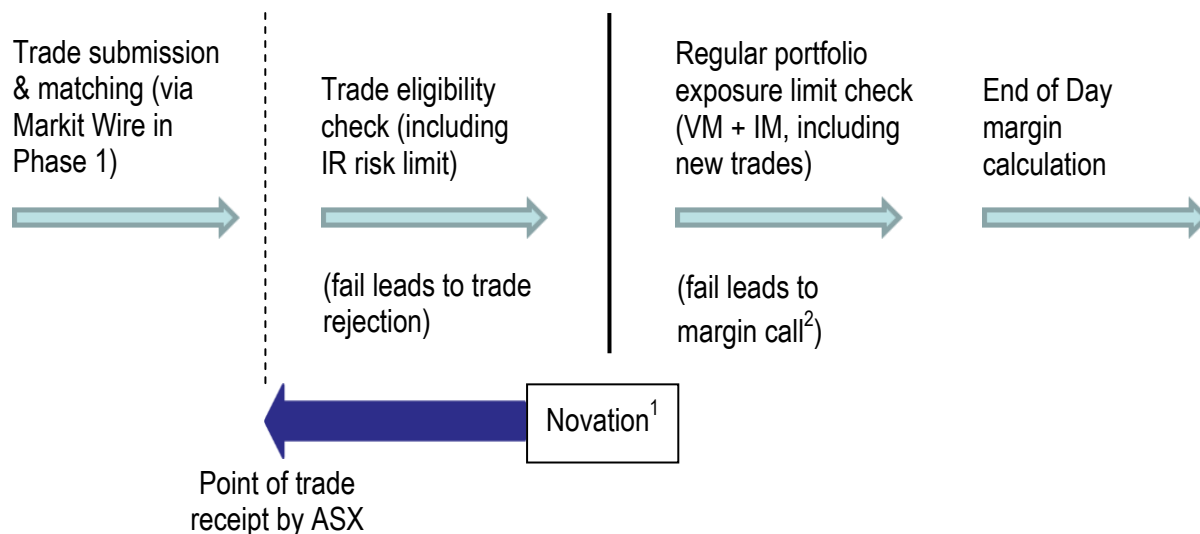 Trade submission
& matching (via
Markit Wire in
Phase 1)
Trade eligibility
check (including
IR risk limit)
(fail leads to trade
rejection)
Regular portfolio
exposure limit check
(VM + IM, including
new trades)
(fail leads to
margin call²)
End of Day
margin
calculation
Novation¹
Point of trade
receipt by ASX